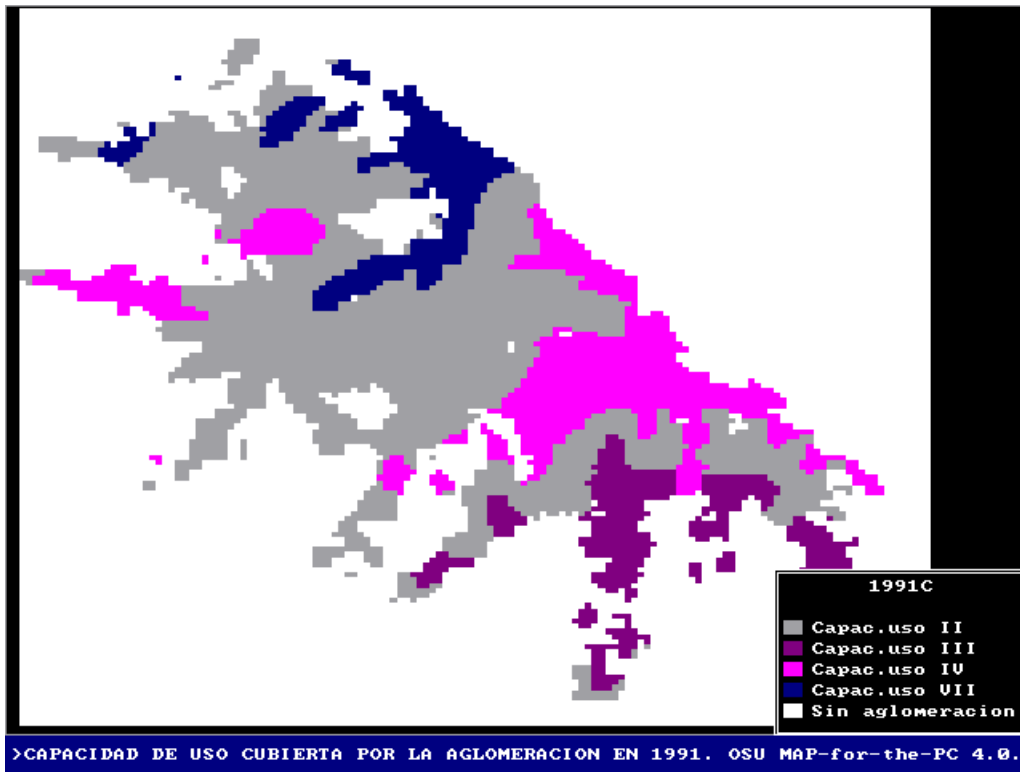 1991C
Capac.uso II
Capac.uso III
Capac.uso IV
Capac.uso VII
Sin aglomeracion
>CAPACIDAD DE USO CUBIERTA POR LA AGLOMERACION EN 1991. OSU MAP-for-the-PC 4.0.